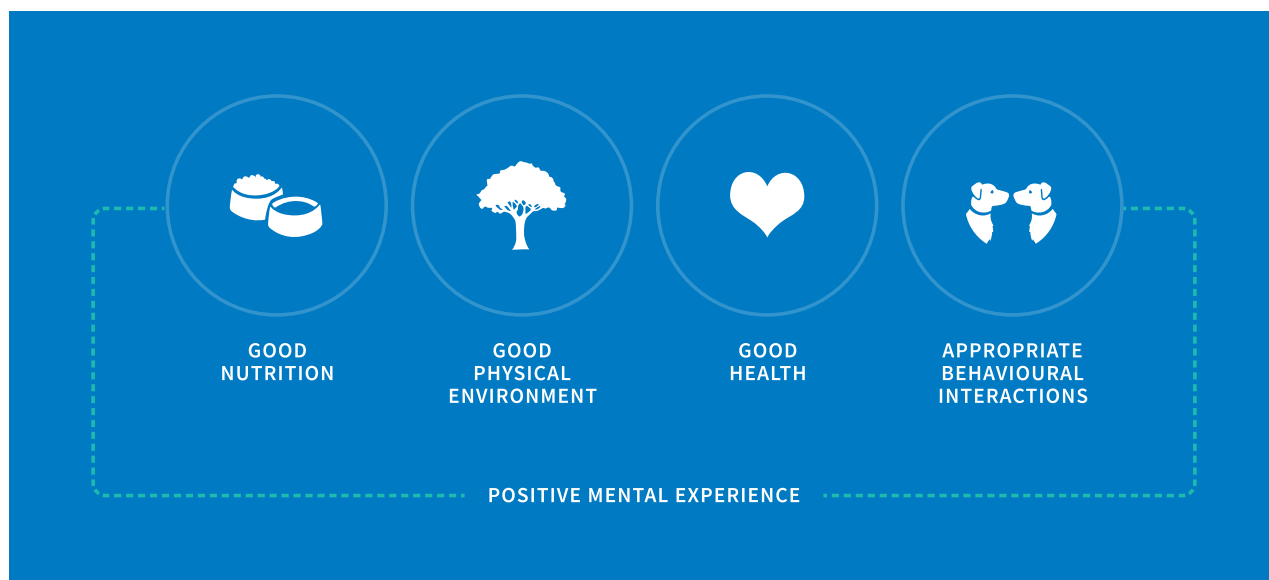 GOOD
NUTRITION
GOOD
PHYSICAL
ENVIRONMENT
GOOD
HEALTH
APPROPRIATE
BEHAVIOURAL
INTERACTIONS
POSITIVE MENTAL EXPERIENCE